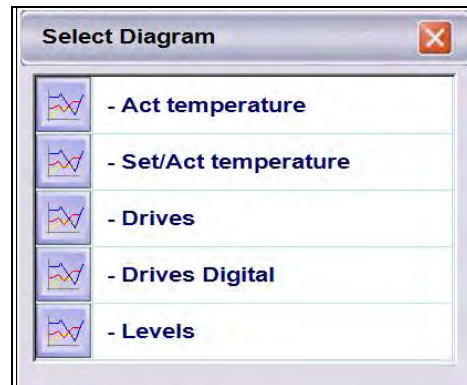 Select Diagram
- Act temperature
- Set/Act temperature
- Drives
- Drives Digital
- Levels